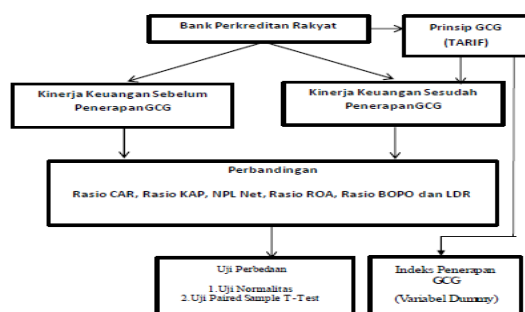 Bank Perkreditan Rakyat
Prinsip GCG
(TARIF)
Kinerja Keuangan Sebelum
PenerapanGCG
Kinerja Keuangan Sesudah
PenerapanGCG
Perbandingan
Rasio CAR, Rasio KAP, NPL Net, Rasio ROA, Rasio BOPO dan LDR
Uji Perbedaan
1.Uji Normalitas
2.Uji Paired Sample T-Test
Indeks Penerapan
GCG
(Variabel Dummy)